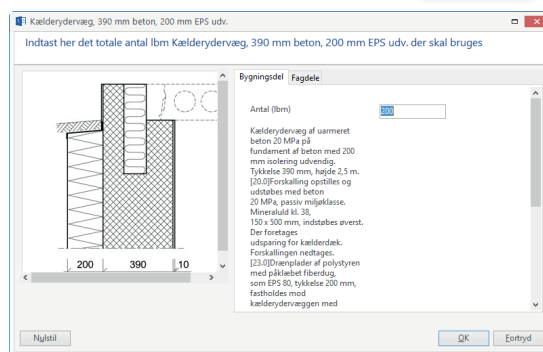 Kælderydervæg, 390 mm beton, 200 mm EPS udv.
Indtast her det totale antal lbm Kælderydervæg, 390 mm beton, 200 mm EPS udv. der skal bruges
200 390 10
Bygningsdel Fagdele
Antal (lbm) 200
Kælderydervæg af uarmeret
beton 20 MPa på
fundament af beton med 200
mm isolering udvendig.
Tykkelse 390 mm, højde 2,5 m.
[20.0]Forskalling opstilles og
udstøbes med beton
20 MPa, passiv miljøklasse.
Mineraluld kl. 38,
150 x 500 mm, indstøbes øverst.
Der foretages
udsparing for kælderdæk.
Forskallingen nedtages.
[23.0]Drænplader af polystyren
med påklæbet fiberdug,
som EPS 80, tykkelse 200 mm,
fastholdes mod
kælderydervæggen med
Nulstil OK Fortryd